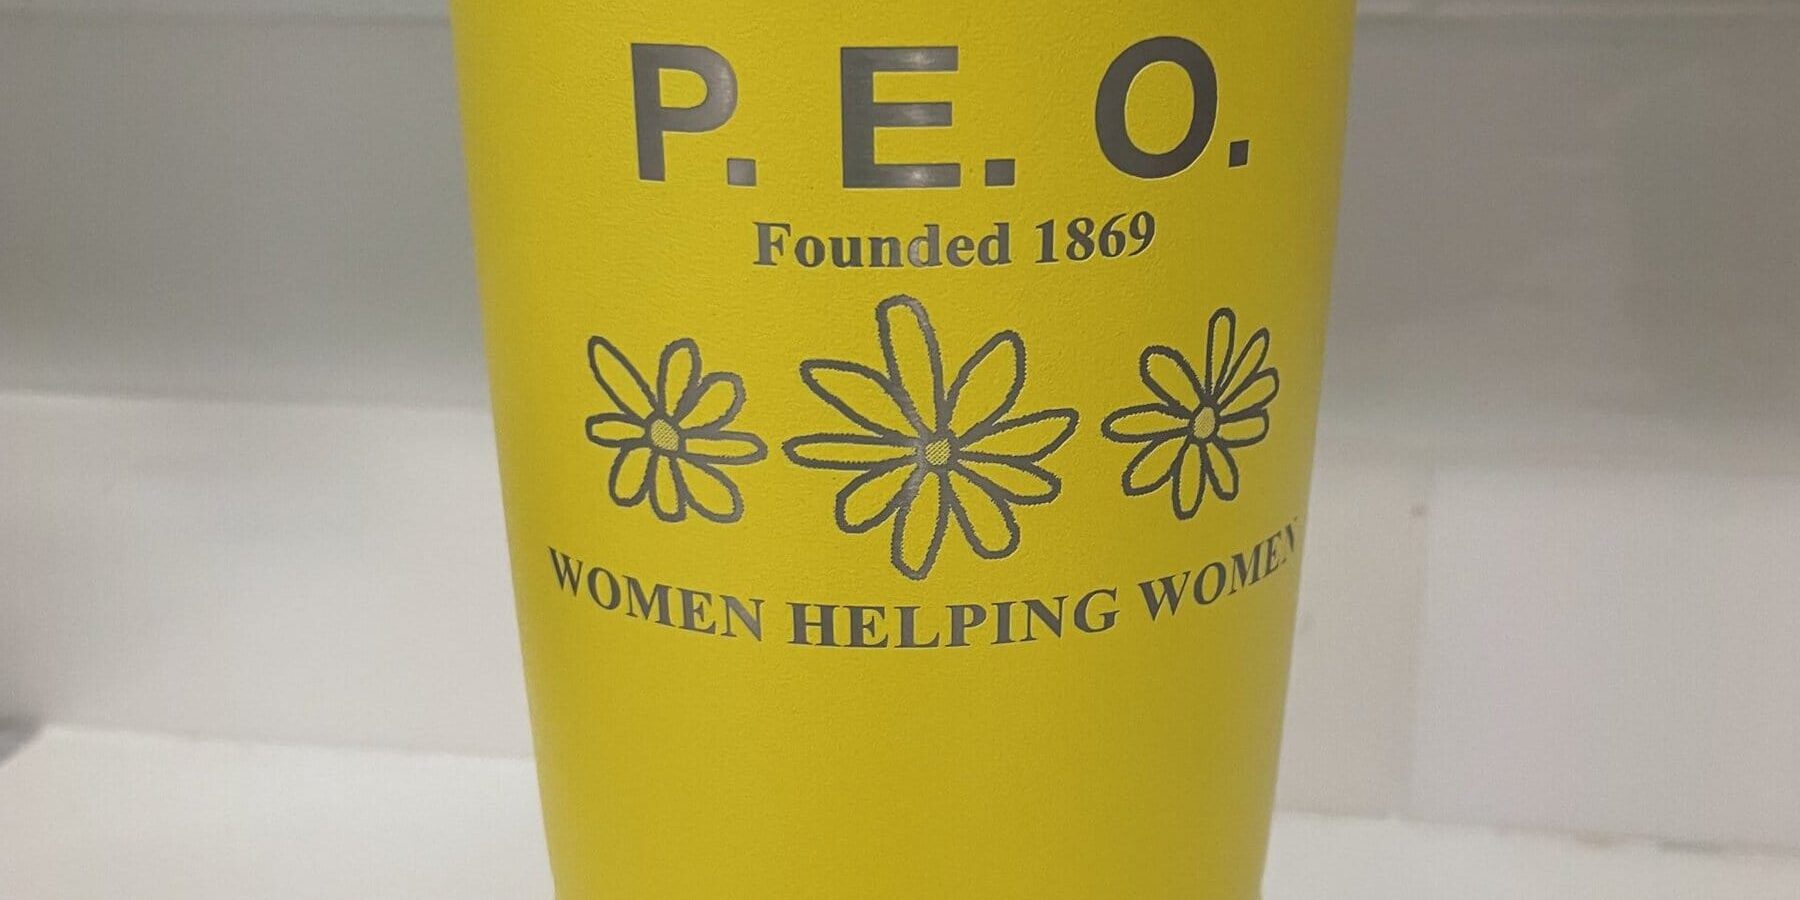 P. E. O.
Founded 1869
WOMEN HELPING WOMEN